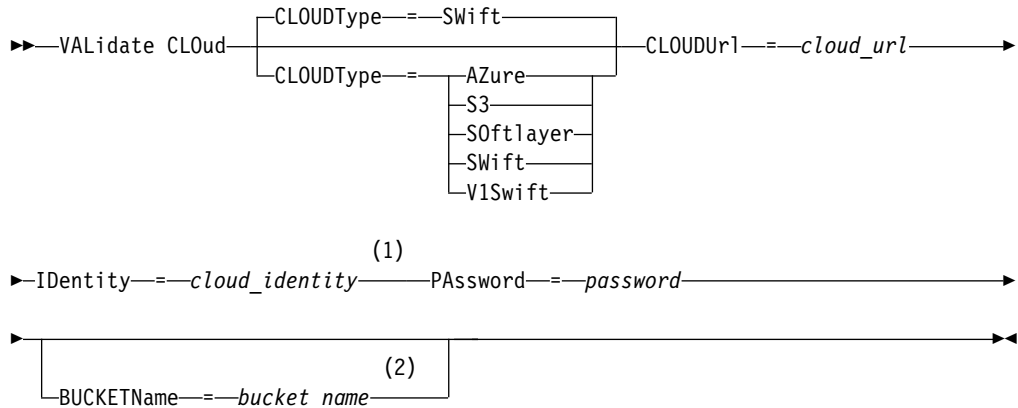 CLOUDType = SWift
VALidate CLOud CLOUDUrl = cloud_url
CLOUDType = AZure
S3
SOftlayer
SWift
V1Swift
(1)
IDentity = cloud_identity PAssword = password
(2)
BUCKETName = bucket name